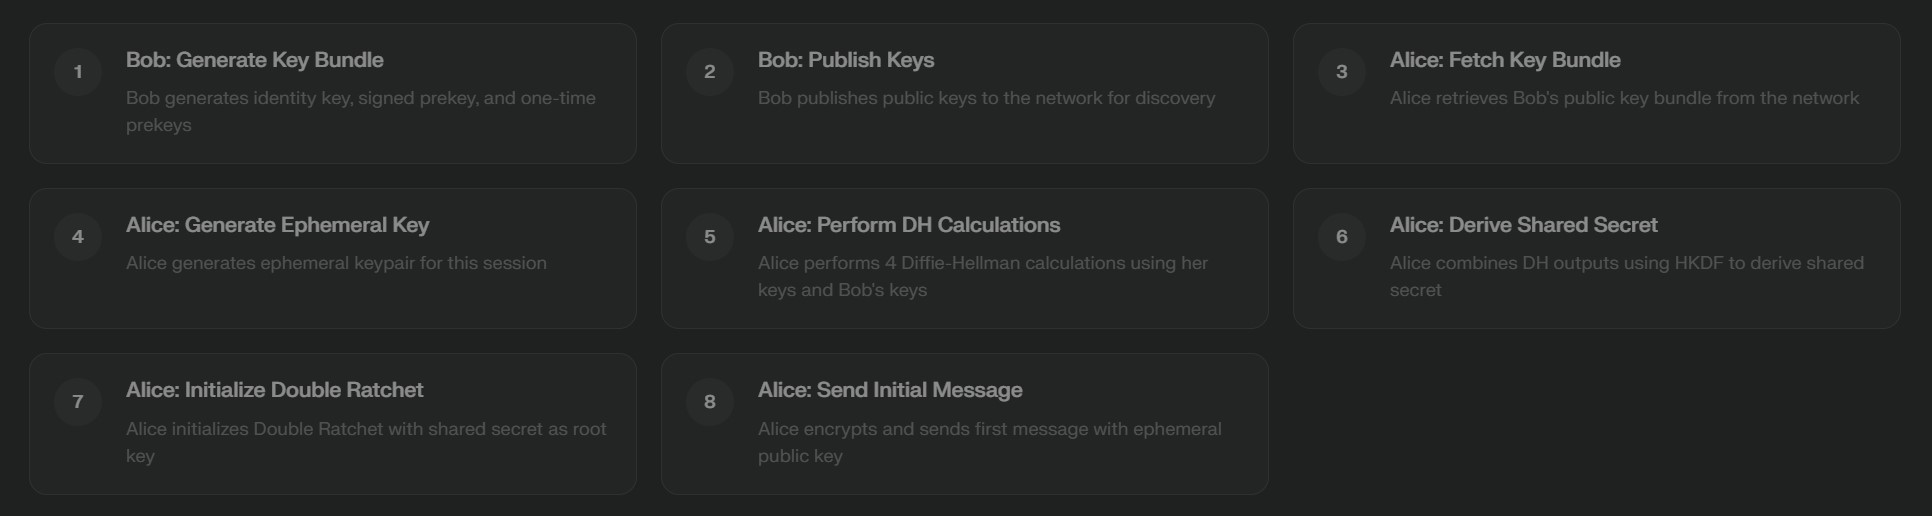 1
Bob: Generate Key Bundle
Bob generates identity key, signed prekey, and one-time
prekeys
2
Bob: Publish Keys
Bob publishes public keys to the network for discovery
3
Alice: Fetch Key Bundle
Alice retrieves Bob's public key bundle from the network
4
Alice: Generate Ephemeral Key
Alice generates ephemeral keypair for this session
5
Alice: Perform DH Calculations
Alice performs 4 Diffie-Hellman calculations using her
keys and Bob's keys
6
Alice: Derive Shared Secret
Alice combines DH outputs using HKDF to derive shared
secret
7
Alice: Initialize Double Ratchet
Alice initializes Double Ratchet with shared secret as root
key
8
Alice: Send Initial Message
Alice encrypts and sends first message with ephemeral
public key